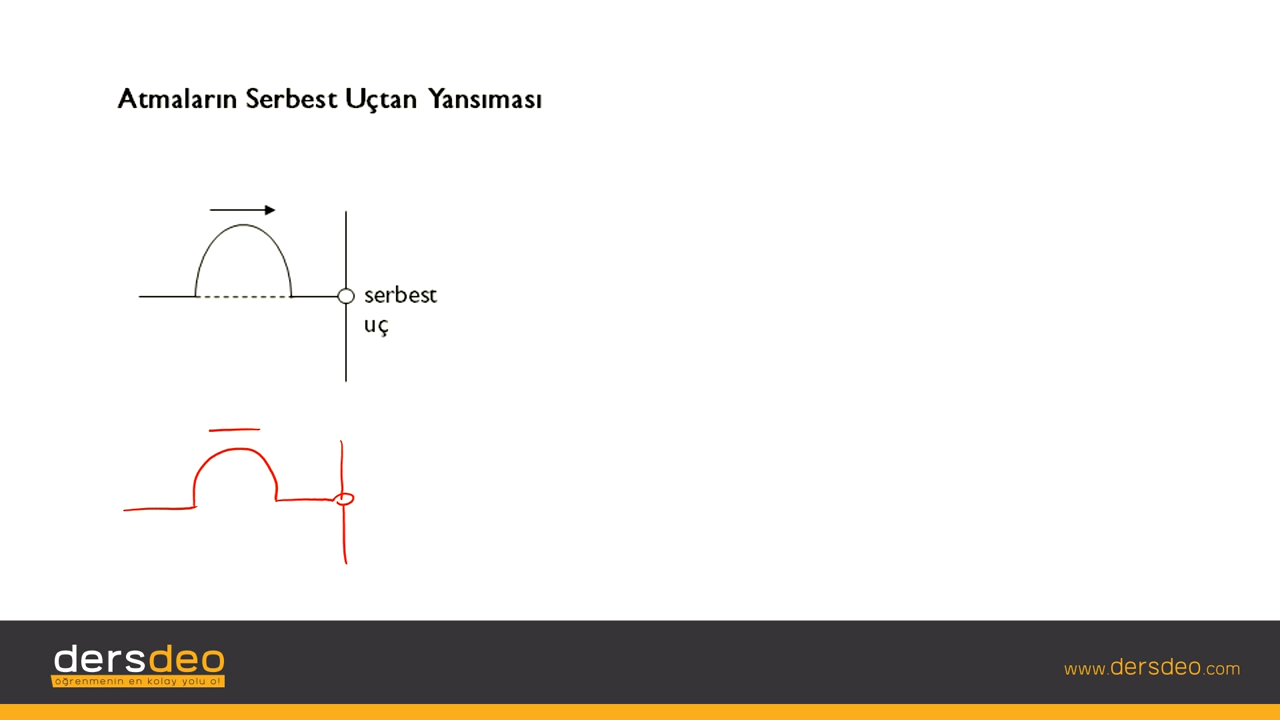 Atmaların Serbest Uçtan Yansıması
serbest
uç
dersdeo
öğrenmenin en kolay yolu o!
www.dersdeo.com